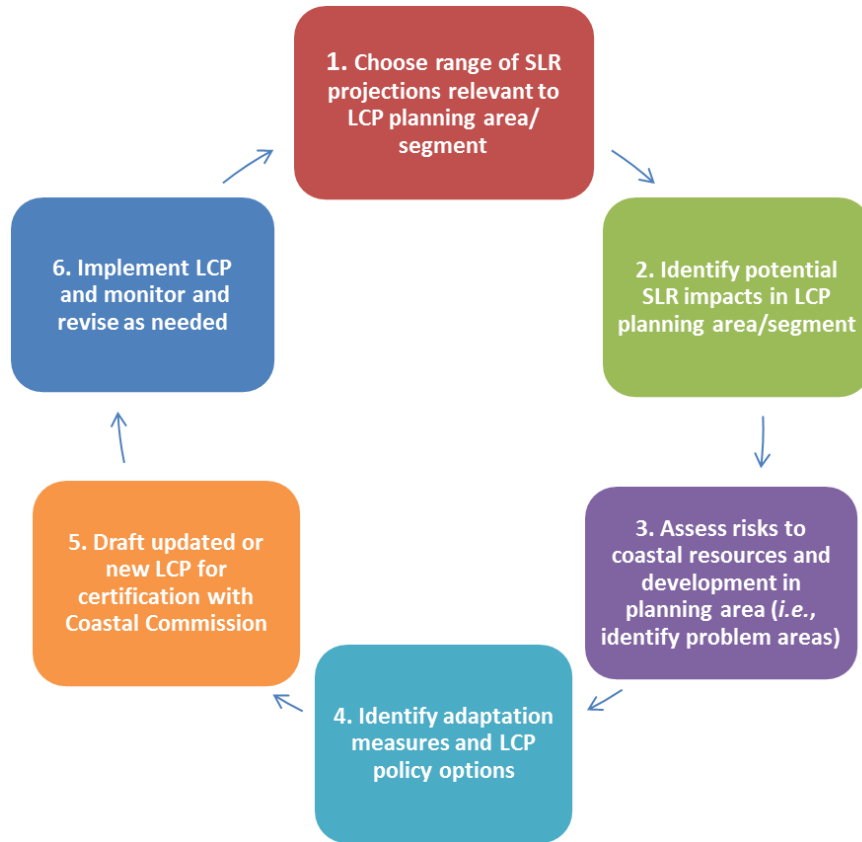 1. Choose range of SLR
projections relevant to
LCP planning area/
segment
2. Identify potential
SLR impacts in LCP
planning area/segment
3. Assess risks to
coastal resources and
development in
planning area (i.e.,
identify problem areas)
4. Identify adaptation
measures and LCP
policy options
5. Draft updated or
new LCP for
certification with
Coastal Commission
6. Implement LCP
and monitor and
revise as needed